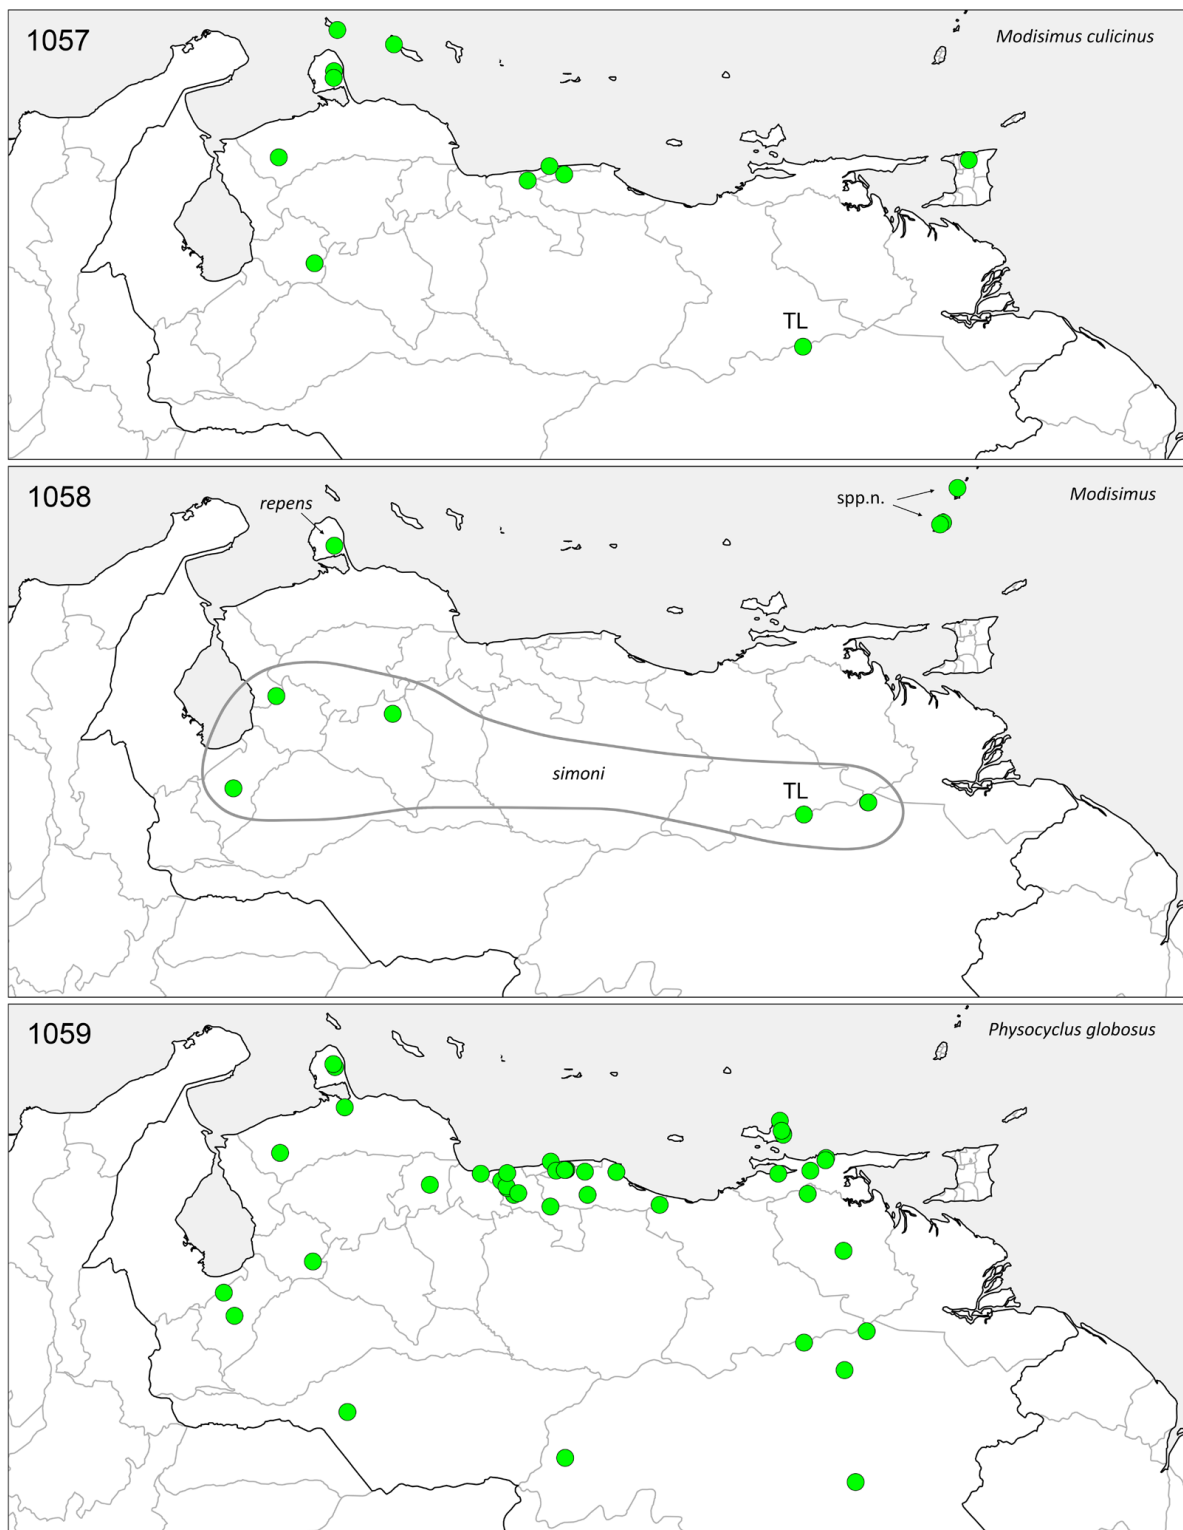 1057
Modisimus culicinus
TL
1058
Modisimus
repens
spp.n.
simoni
TL
1059
Physocyclus globosus